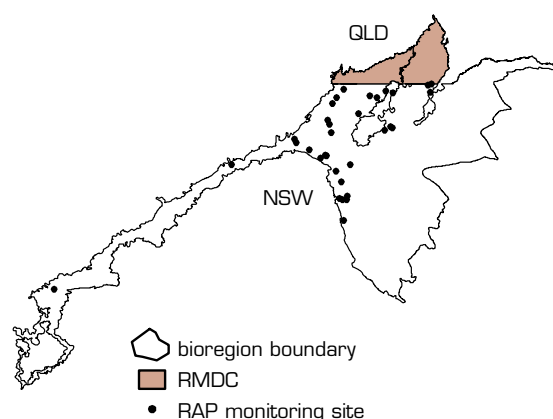 QLD
NSW
bioregion boundary
RMDC
RAP monitoring site